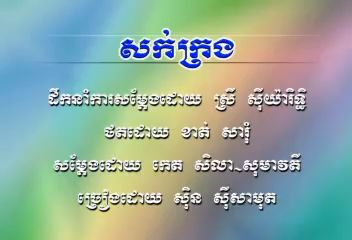 សក់ក្រង
ដឹកនាំការសម្តែងដោយ ស្រី ស៊ីយ៉ារិទ្ធិ
ថតដោយ ខាត់ សារុំ
សម្តែងដោយ កេត សិលា~សុមាវតី
ច្រៀងដោយ ស៊ិន ស៊ីសាមុត